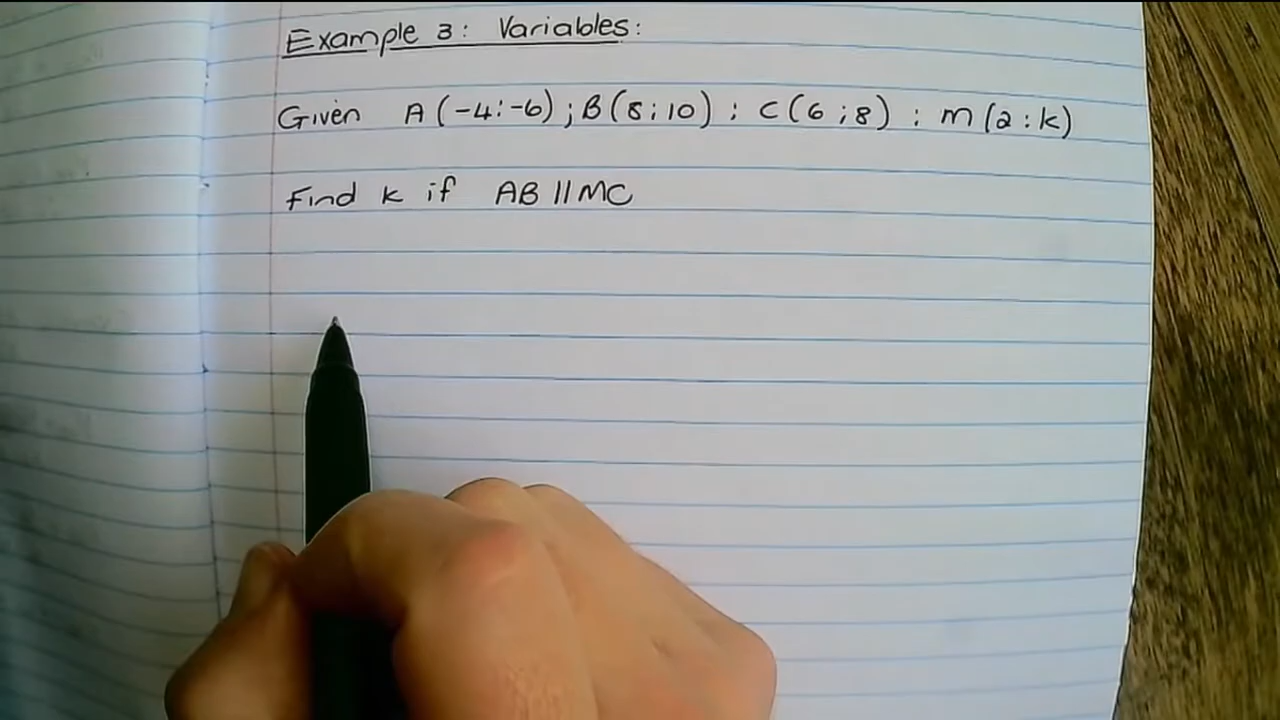 Example 3: Variables:
Given A(-4:-6); B(8;10) ; C(6;8) : M(2:k)
Find k if AB || MC